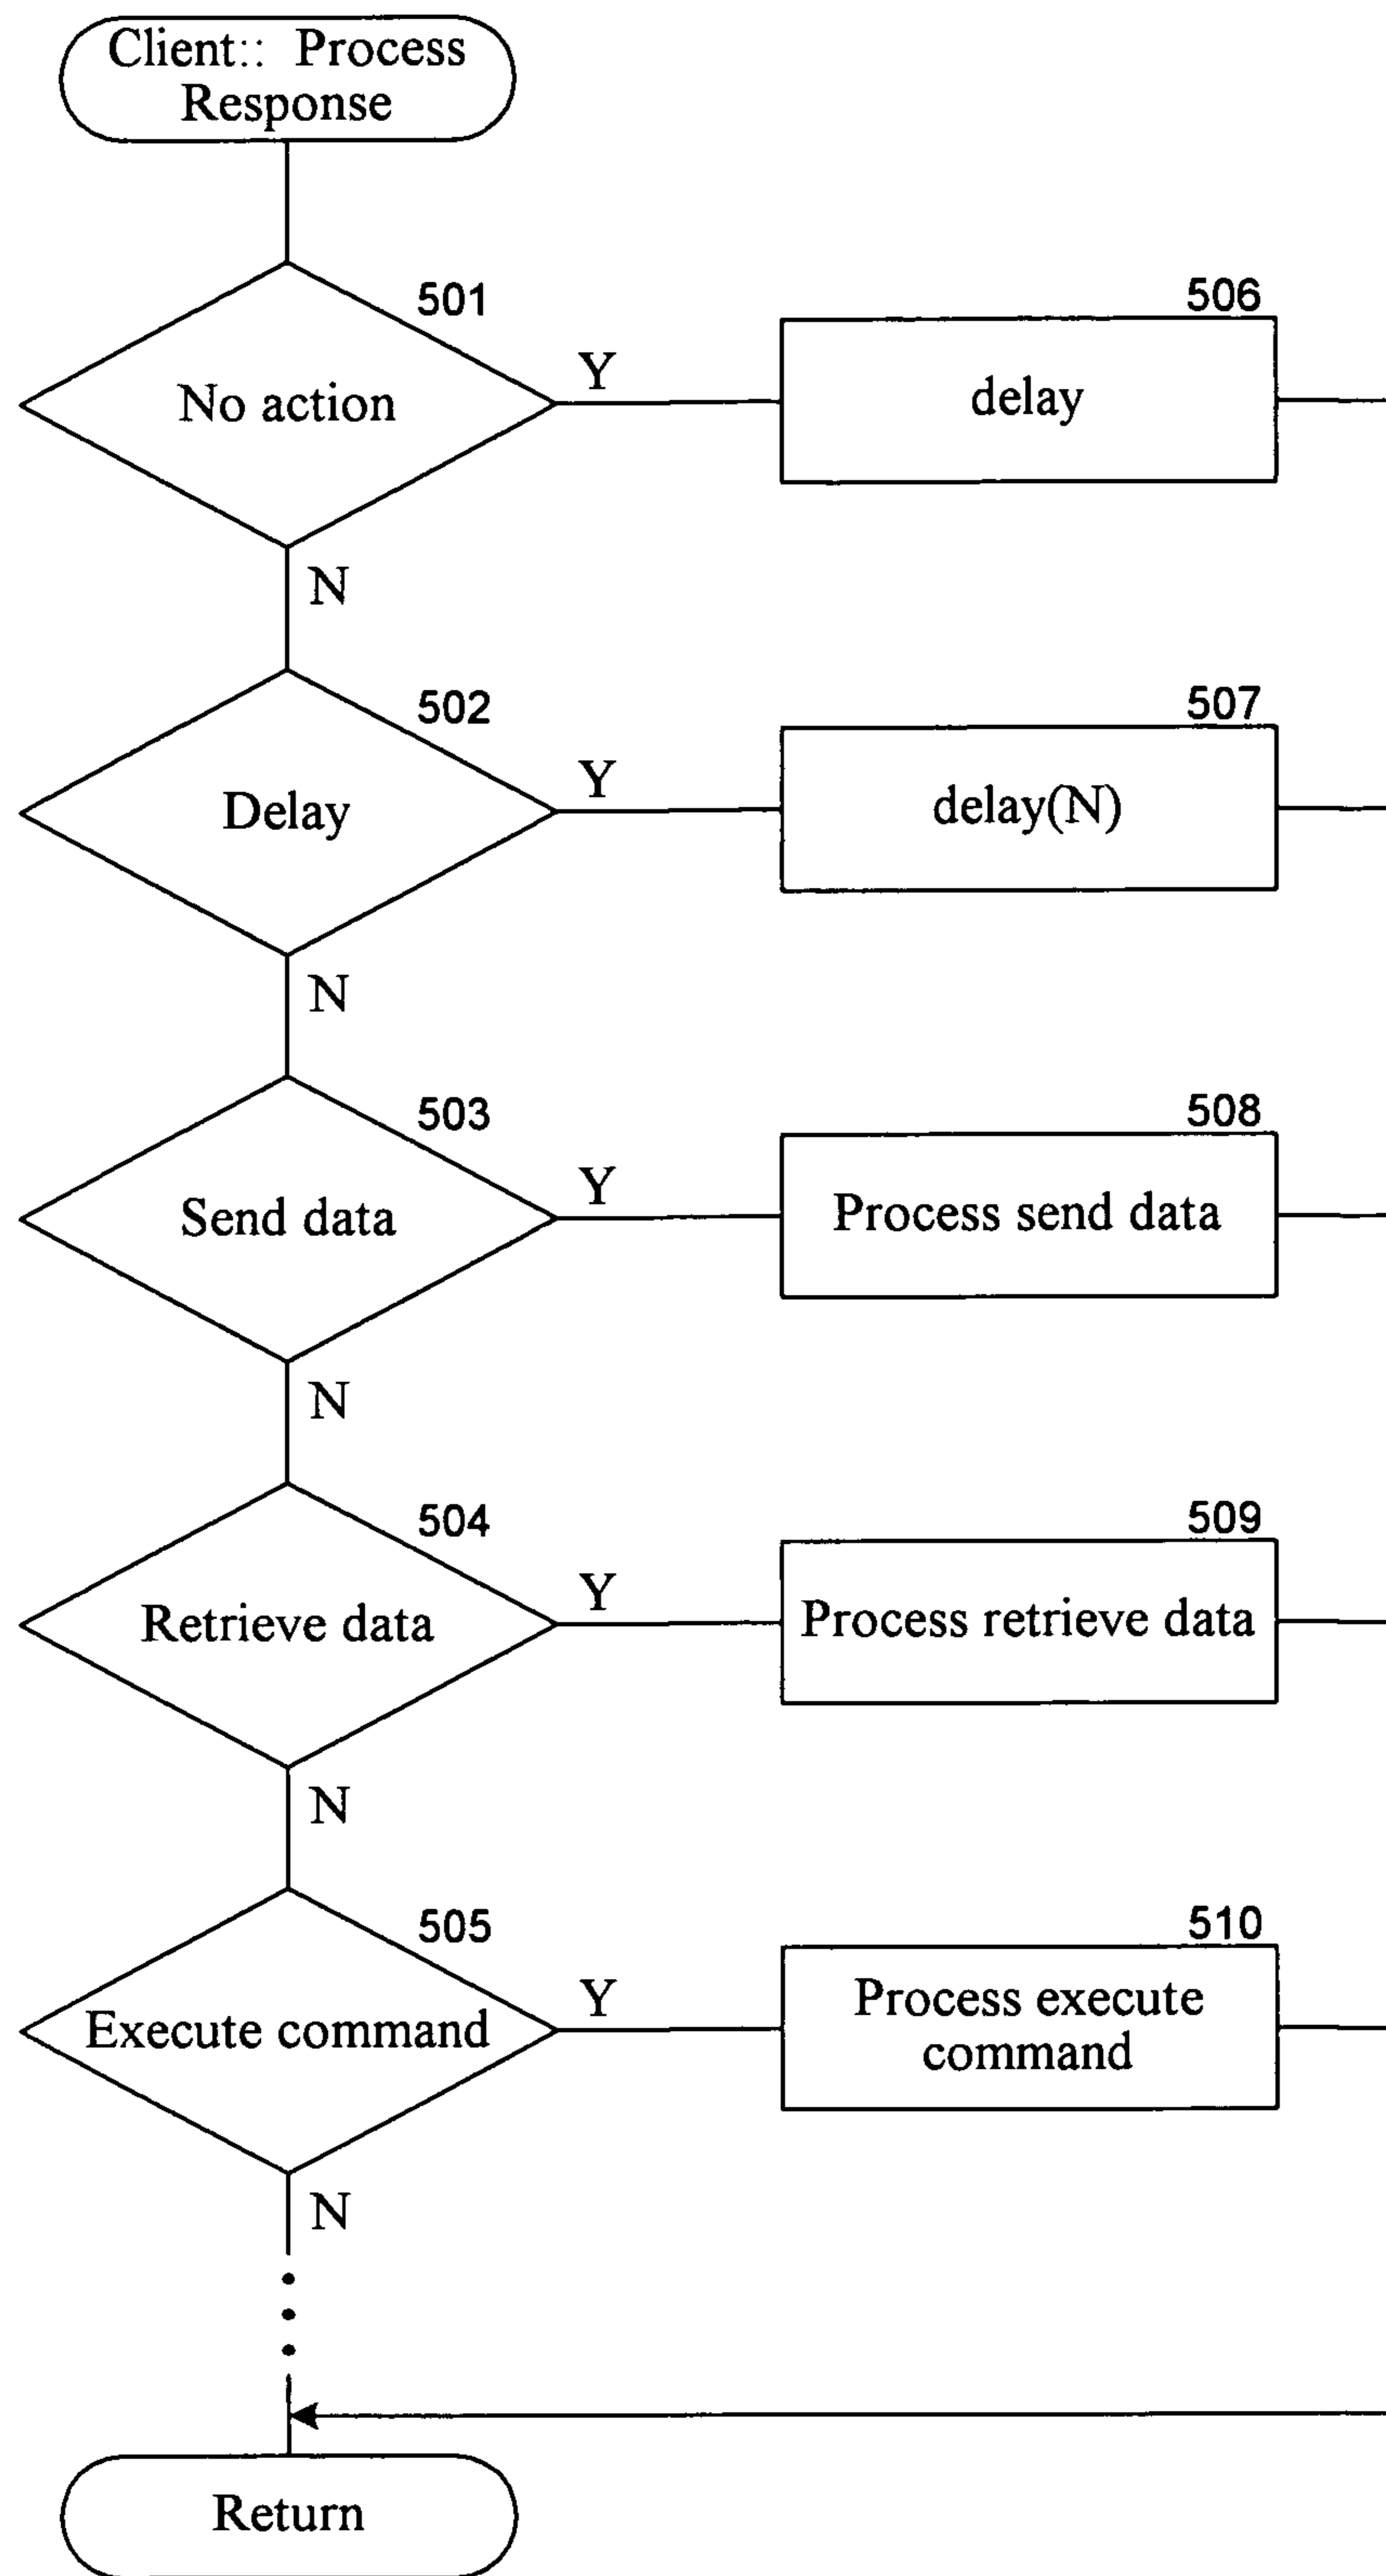 Client:: Process
Response
501
No action
Y
506
delay
N
502
Delay
Y
507
delay(N)
N
503
Send data
Y
508
Process send data
N
504
Retrieve data
Y
509
Process retrieve data
N
505
Execute command
Y
510
Process execute
command
N
Return